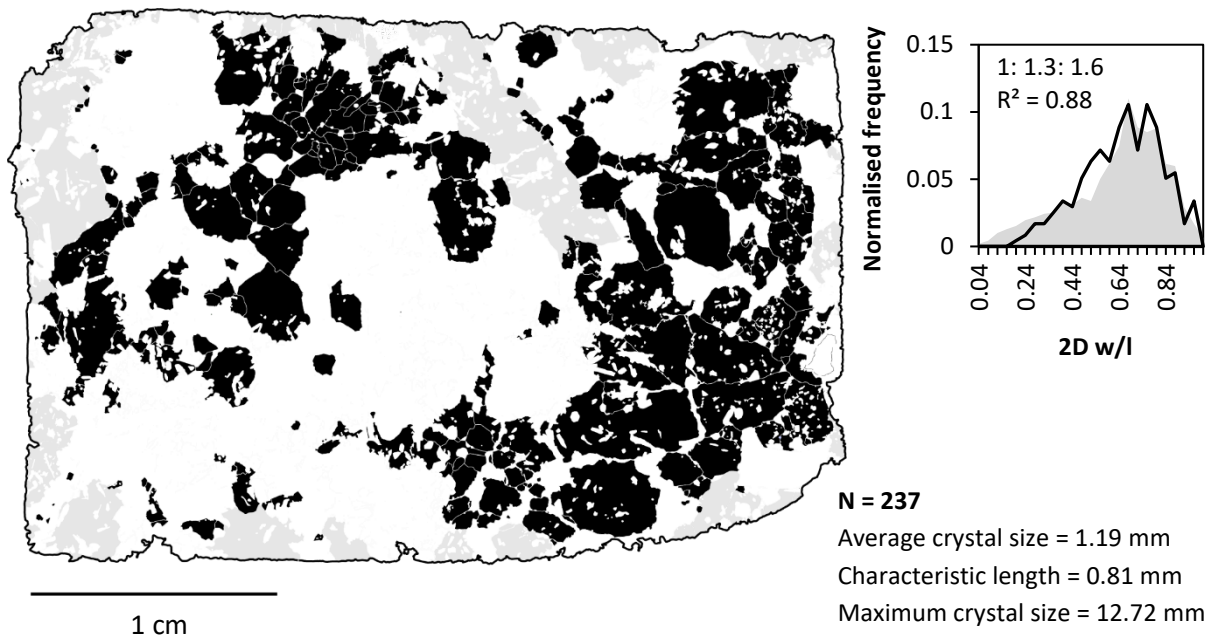 0.15
0.1
0.05
0
Normalised frequency
1: 1.3: 1.6
R² = 0.88
0.04
0.24
0.44
0.64
0.84
2D w/l
N = 237
Average crystal size = 1.19 mm
Characteristic length = 0.81 mm
Maximum crystal size = 12.72 mm
1 cm